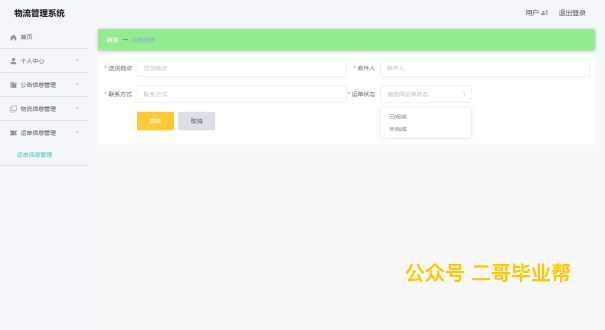 物流管理系统
用户 a1 退出登录
首页
首页 → 运单信息
个人中心
公告信息管理
物流信息管理
运单信息管理
运单信息管理
* 送货地点 送货地点 * 收件人 收件人
* 联系方式 联系方式 * 运单状态 请选择运单状态
提交 取消
已完成
未完成
公众号 二哥毕业帮